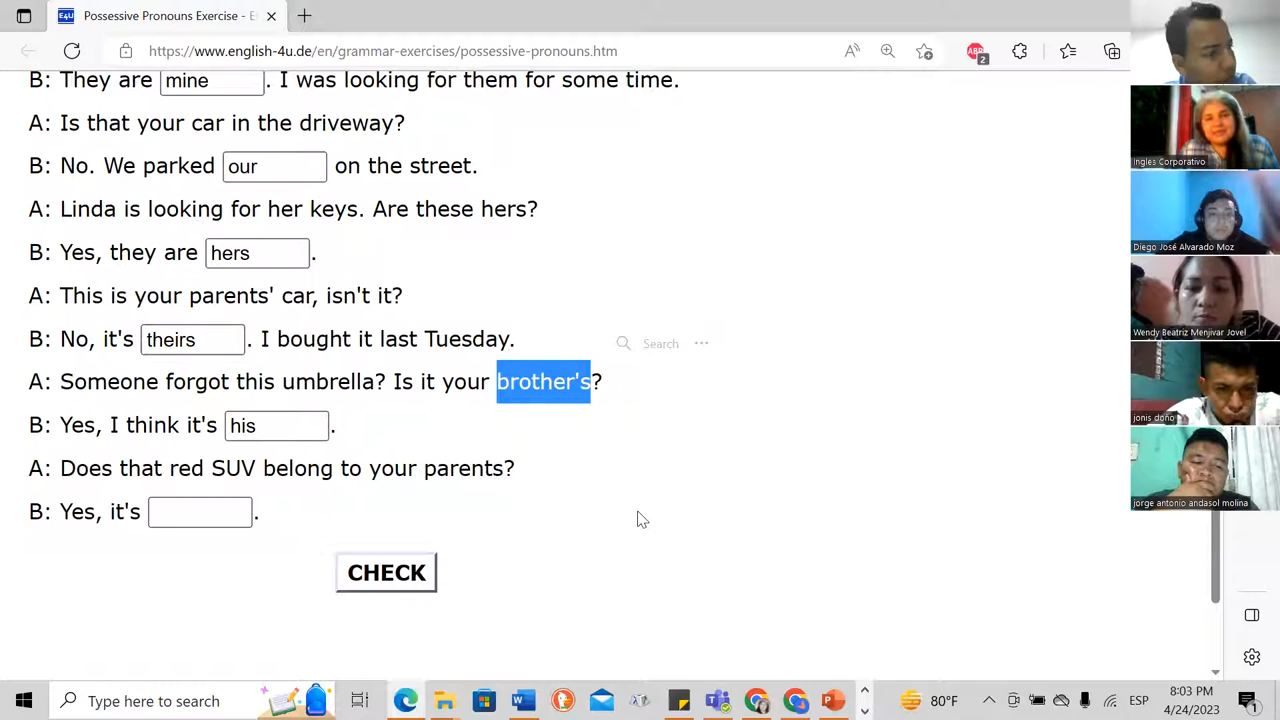 Possessive Pronouns Exercise - E
https://www.english-4u.de/en/grammar-exercises/possessive-pronouns.htm
B: They are mine. I was looking for them for some time.
A: Is that your car in the driveway?
B: No. We parked our on the street.
A: Linda is looking for her keys. Are these hers?
B: Yes, they are hers.
A: This is your parents' car, isn't it?
B: No, it's theirs. I bought it last Tuesday.
Search ...
A: Someone forgot this umbrella? Is it your brother's?
B: Yes, I think it's his.
A: Does that red SUV belong to your parents?
B: Yes, it's .
CHECK
Ingles Corporativo
Diego José Alvarado Moz
Wendy Beatriz Menjivar Jovel
jonis doño
jorge antonio andasol molina
Type here to search
80°F
ESP
8:03 PM
4/24/2023